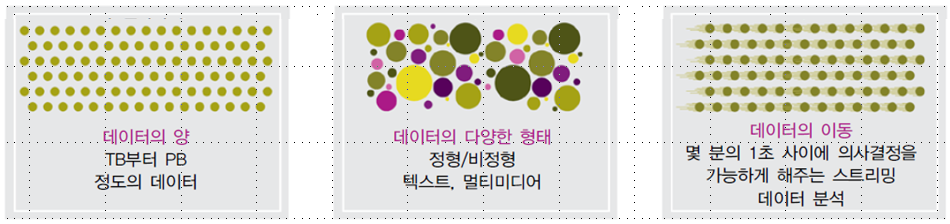 데이터의 양
TB부터 PB
정도의 데이터
데이터의 다양한 형태
정형/비정형
텍스트, 멀티미디어
데이터의 이동
몇 분의 1초 사이에 의사결정을
가능하게 해주는 스트리밍
데이터 분석